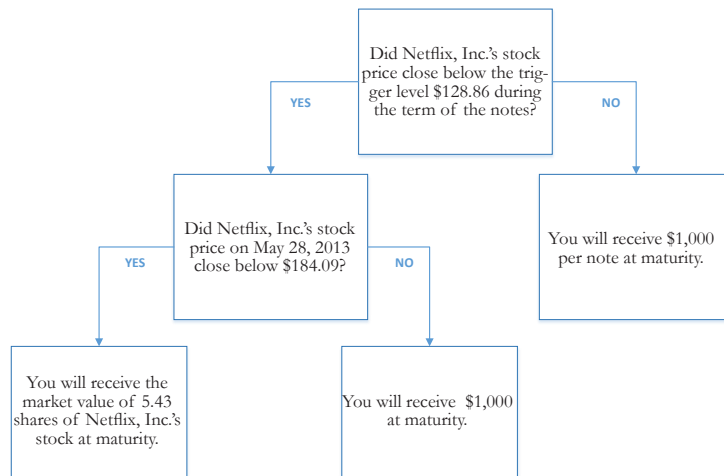 Did Netflix, Inc.'s stock
price close below the trig-
ger level $128.86 during
the term of the notes?
YES
NO
Did Netflix, Inc.'s stock
price on May 28, 2013
close below $184.09?
You will receive $1,000
per note at maturity.
YES
NO
You will receive the
market value of 5.43
shares of Netflix, Inc.'s
stock at maturity.
You will receive $1,000
at maturity.